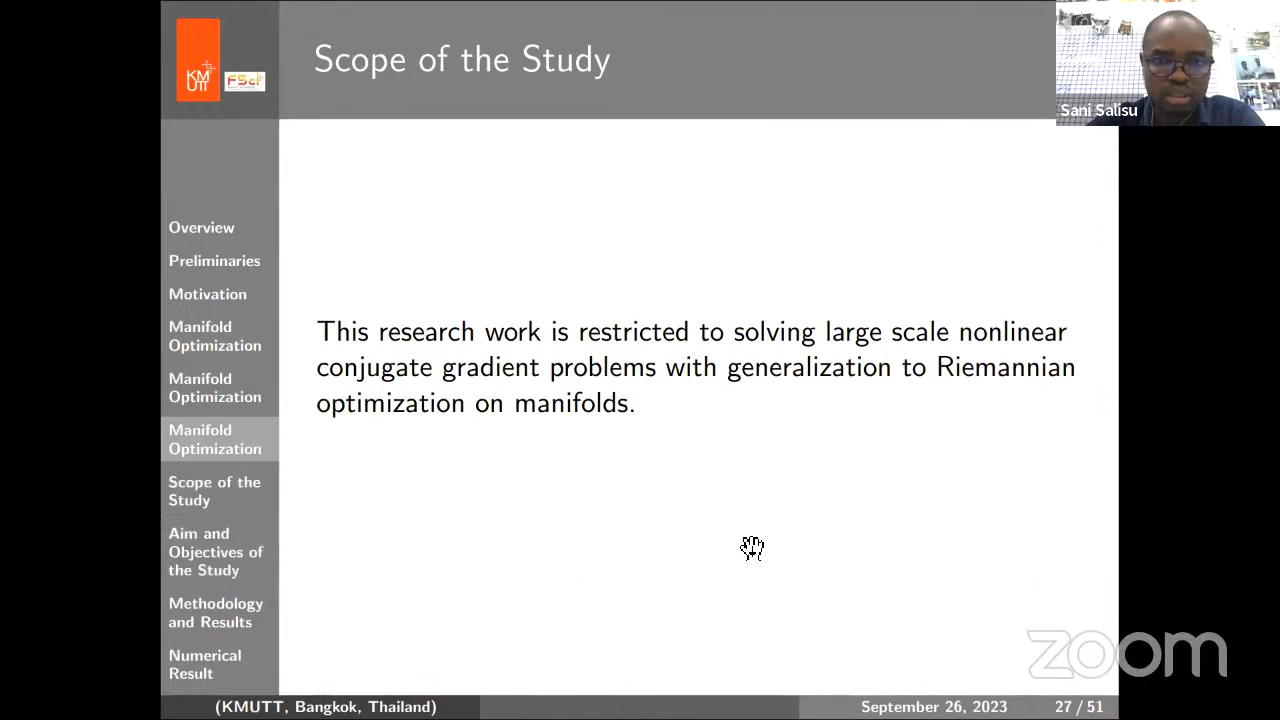 KMUTT
FSci
Scope of the Study
Sani Salisu
Overview
Preliminaries
Motivation
Manifold
Optimization
Manifold
Optimization
Manifold
Optimization
Scope of the
Study
Aim and
Objectives of
the Study
Methodology
and Results
Numerical
Result
This research work is restricted to solving large scale nonlinear
conjugate gradient problems with generalization to Riemannian
optimization on manifolds.
zoom
(KMUTT, Bangkok, Thailand)
September 26, 2023
27 / 51